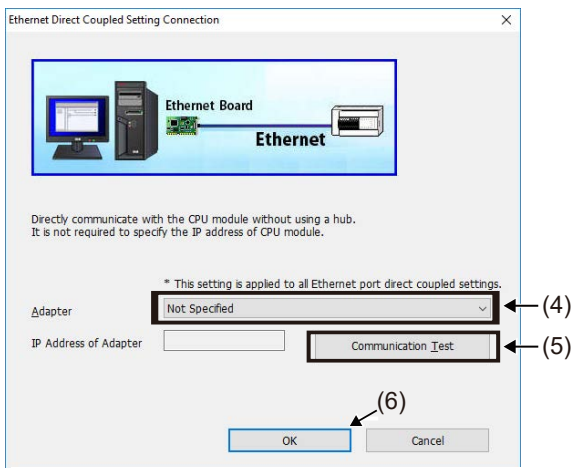 Ethernet Direct Coupled Setting Connection
Ethernet Board
Ethernet
Directly communicate with the CPU module without using a hub.
It is not required to specify the IP address of CPU module.
* This setting is applied to all Ethernet port direct coupled settings.
Adapter
Not Specified
(4)
IP Address of Adapter
Communication Test
(5)
(6)
OK
Cancel